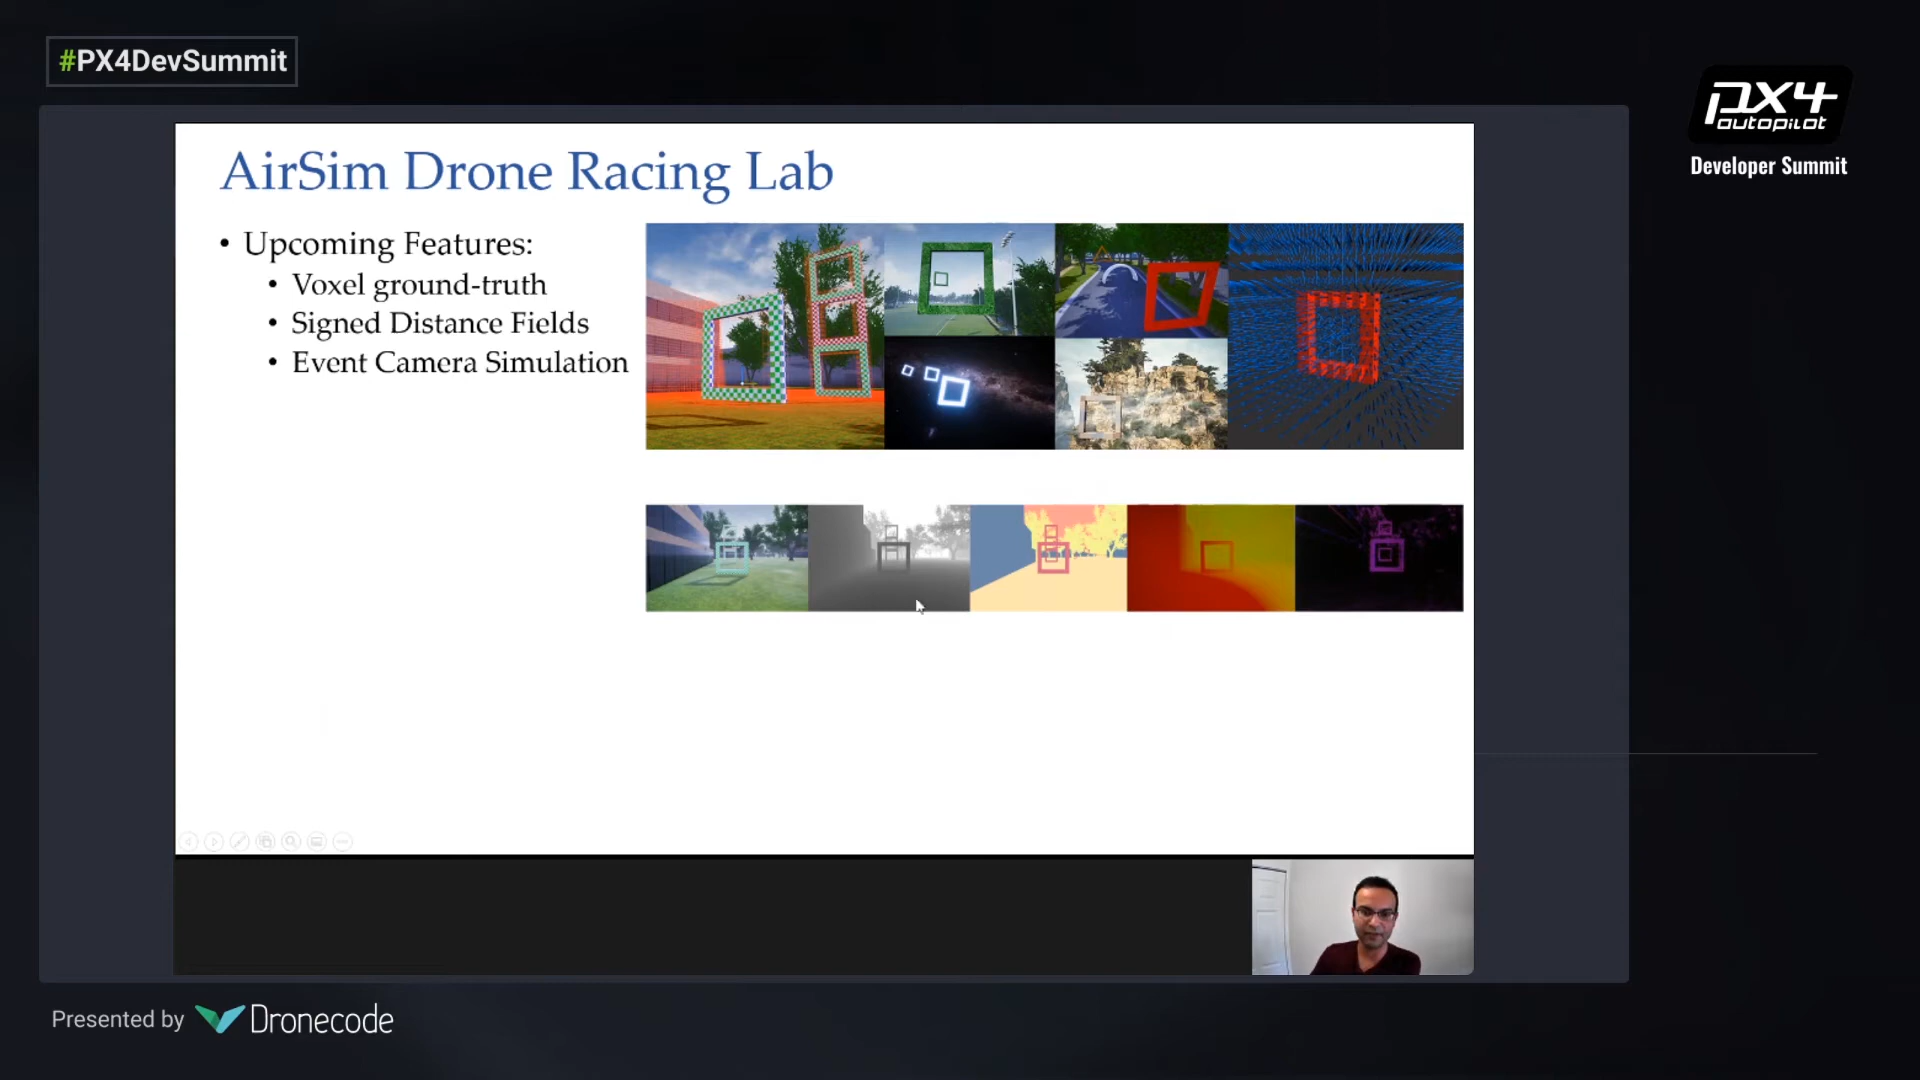 #PX4DevSummit
PX4
autopilot
Developer Summit
AirSim Drone Racing Lab
• Upcoming Features:
• Voxel ground-truth
• Signed Distance Fields
• Event Camera Simulation
Presented by Dronecode